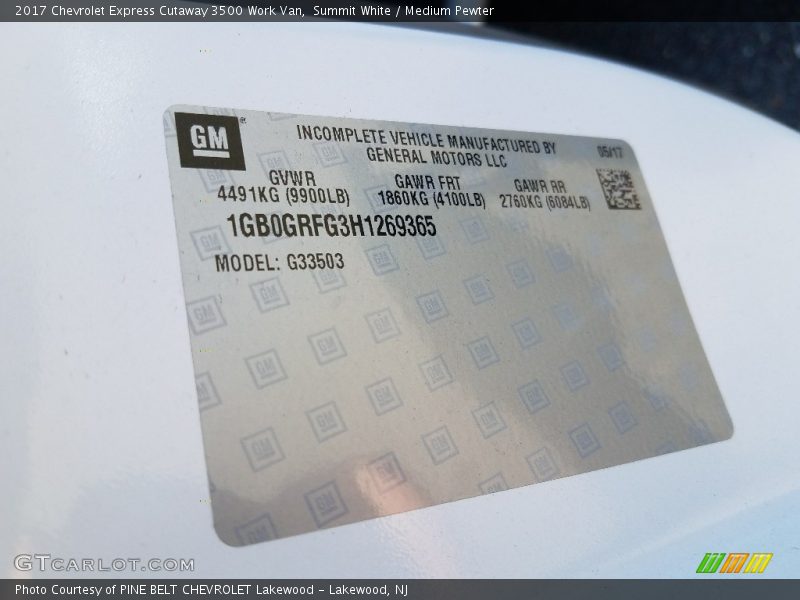 2017 Chevrolet Express Cutaway 3500 Work Van, Summit White / Medium Pewter
GM ®
INCOMPLETE VEHICLE MANUFACTURED BY
GENERAL MOTORS LLC
05/17
GVWR GAWR FRT GAWR RR
4491KG (9900LB) 1860KG (4100LB) 2760KG (6084LB)
1GB0GRFG3H1269365
MODEL: G33503
GTCARLOT.COM
Photo Courtesy of PINE BELT CHEVROLET Lakewood - Lakewood, NJ